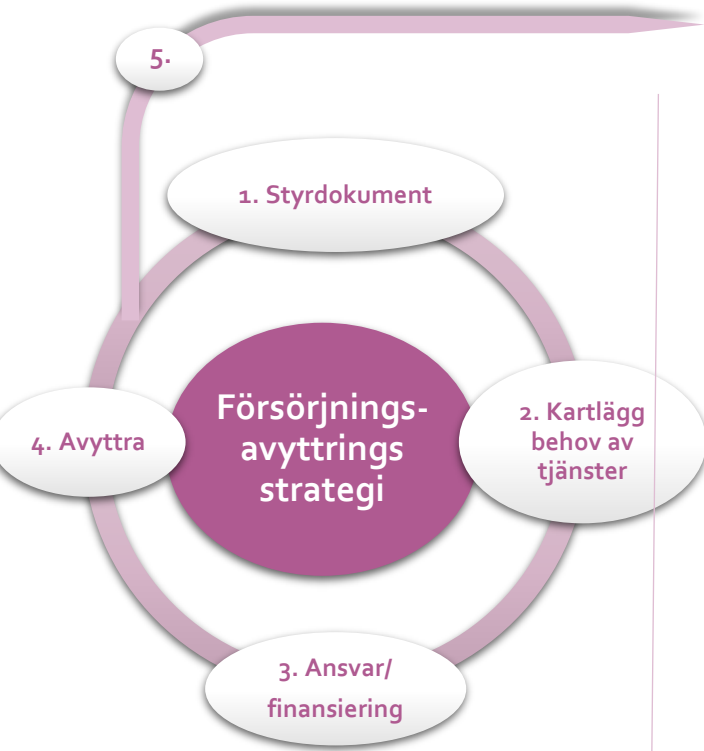 5.
1. Styrdokument
Försörjnings-
avyttrings
strategi
2. Kartlägg
behov av
tjänster
3. Ansvar/
finansiering
4. Avyttra